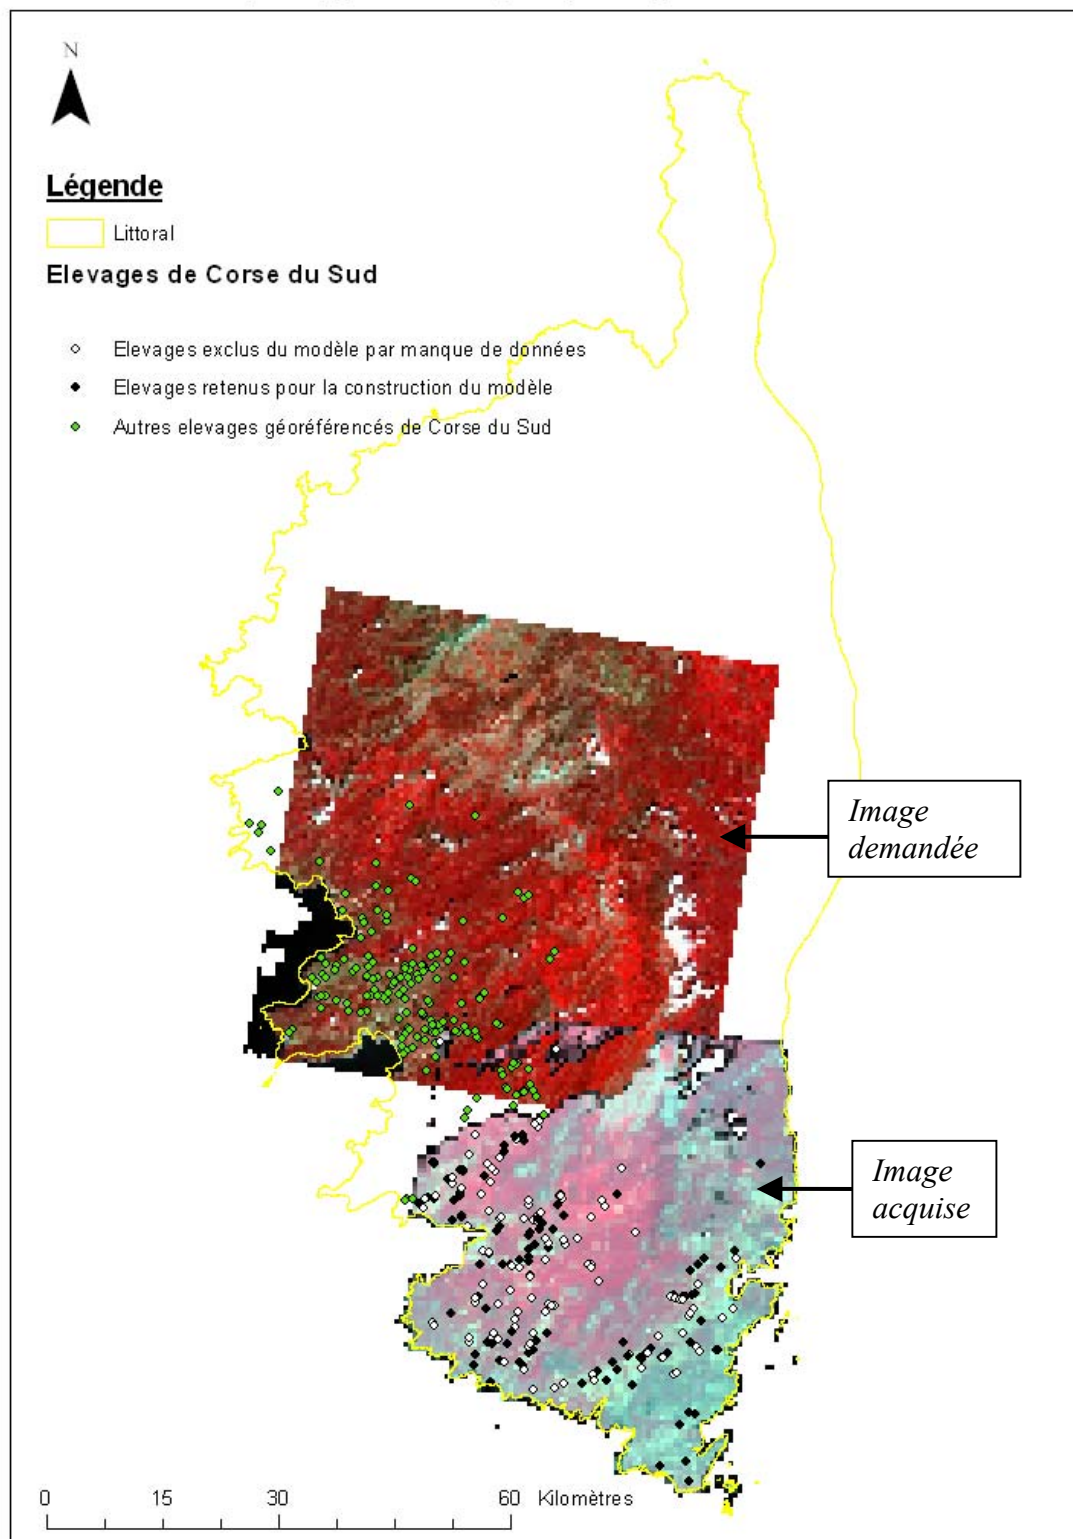 N
Légende
Littoral
Elevages de Corse du Sud
Elevages exclus du modèle par manque de données
Elevages retenus pour la construction du modèle
Autres elevages géoréférencés de Corse du Sud
Image
demandée
Image
acquise
0 15 30 60 Kilomètres